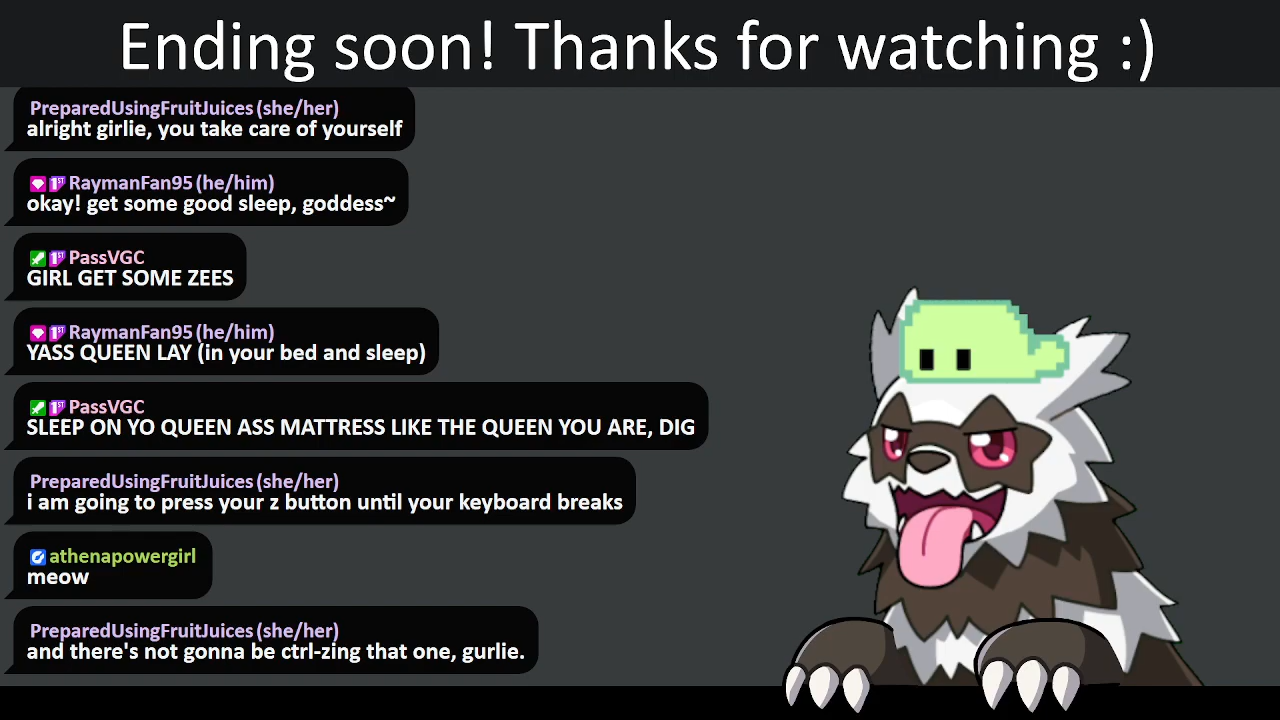 Ending soon! Thanks for watching :)
PreparedUsingFruitJuices (she/her)
alright girlie, you take care of yourself
1ST RaymanFan95 (he/him)
okay! get some good sleep, goddess~
1ST PassVGC
GIRL GET SOME ZEES
1ST RaymanFan95 (he/him)
YASS QUEEN LAY (in your bed and sleep)
1ST PassVGC
SLEEP ON YO QUEEN ASS MATTRESS LIKE THE QUEEN YOU ARE, DIG
PreparedUsingFruitJuices (she/her)
i am going to press your z button until your keyboard breaks
athenapowergirl
meow
PreparedUsingFruitJuices (she/her)
and there's not gonna be ctrl-zing that one, gurlie.